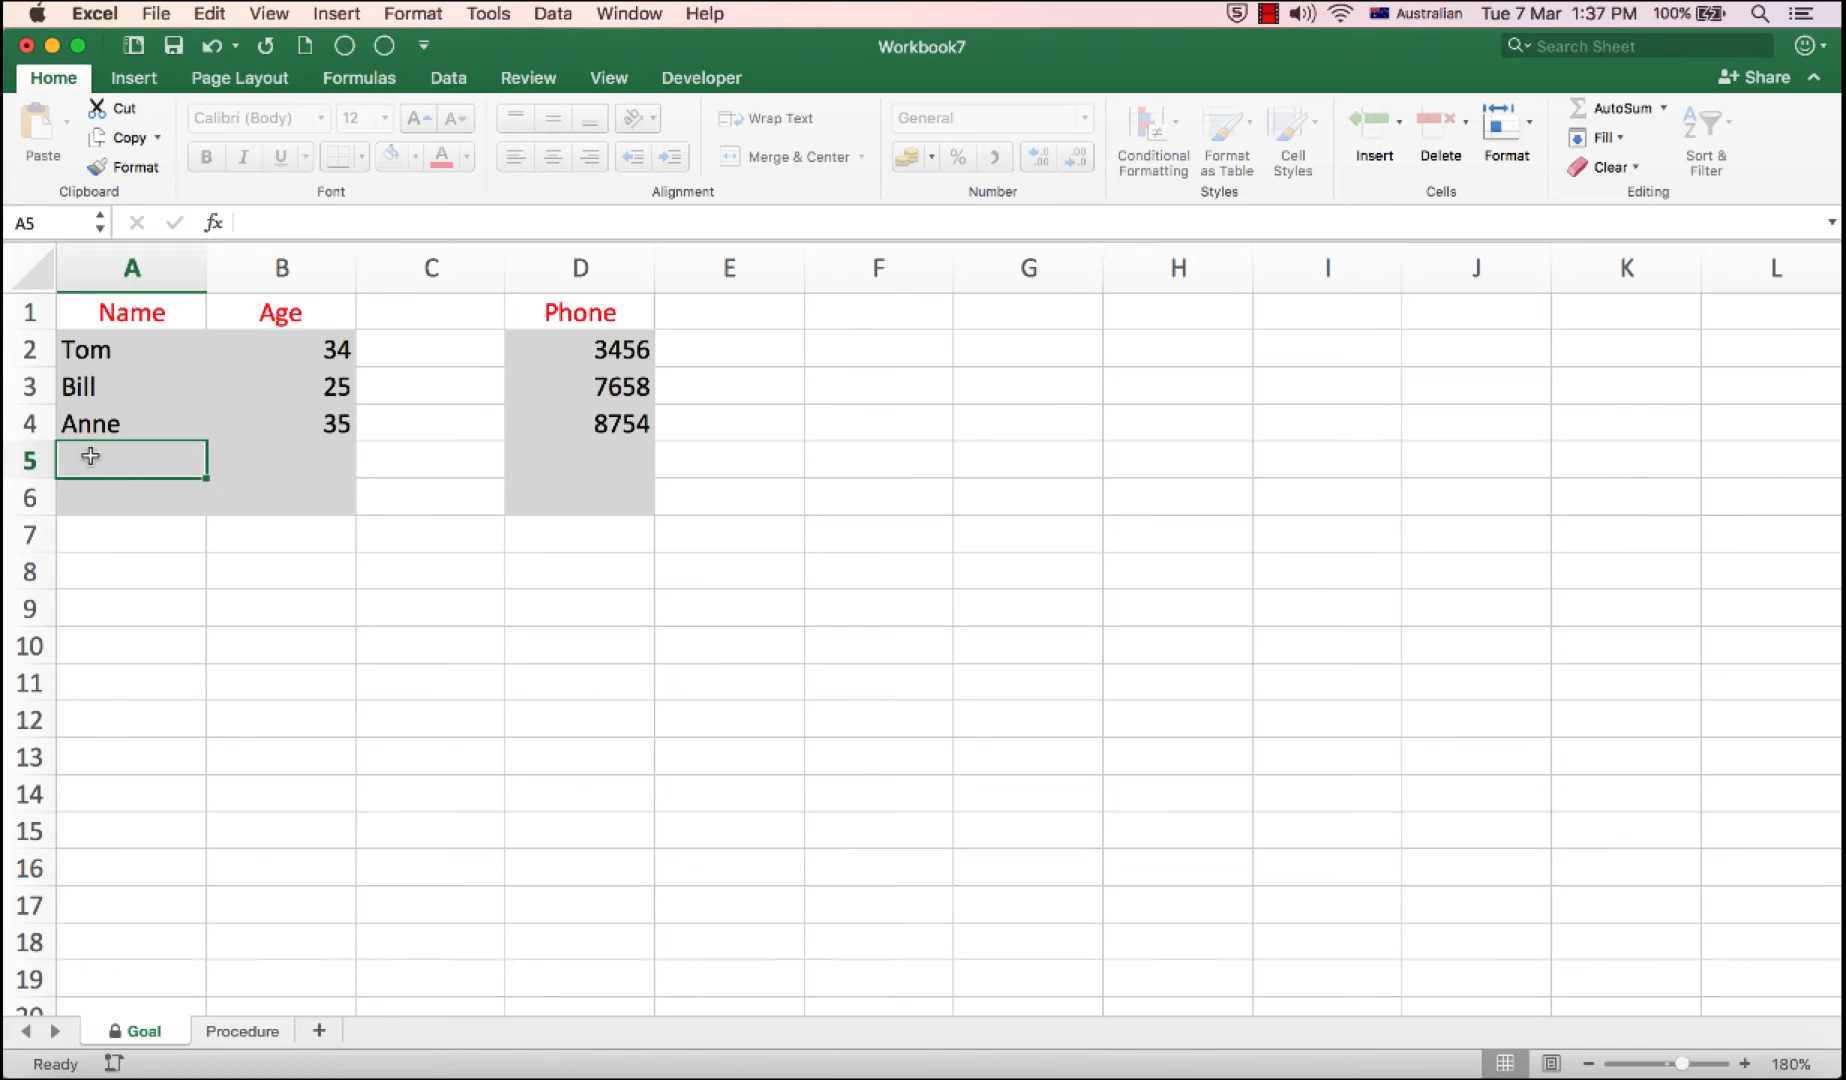 Excel File Edit View Insert Format Tools Data Window Help Australian Tue 7 Mar 1:37 PM 100%
Workbook7 Search Sheet
Home Insert Page Layout Formulas Data Review View Developer Share
Paste Cut Copy Format Clipboard
Calibri (Body) 12 A A B I U A Font
Wrap Text Merge & Center Alignment
General % Number
Conditional Formatting Format as Table Cell Styles Styles
Insert Delete Format Cells
AutoSum Fill Clear Sort & Filter Editing
A5 fx
A B C D E F G H I J K L
1 Name Age Phone
2 Tom 34 3456
3 Bill 25 7658
4 Anne 35 8754
5
6
7
8
9
10
11
12
13
14
15
16
17
18
19
20
Goal Procedure +
Ready 180%